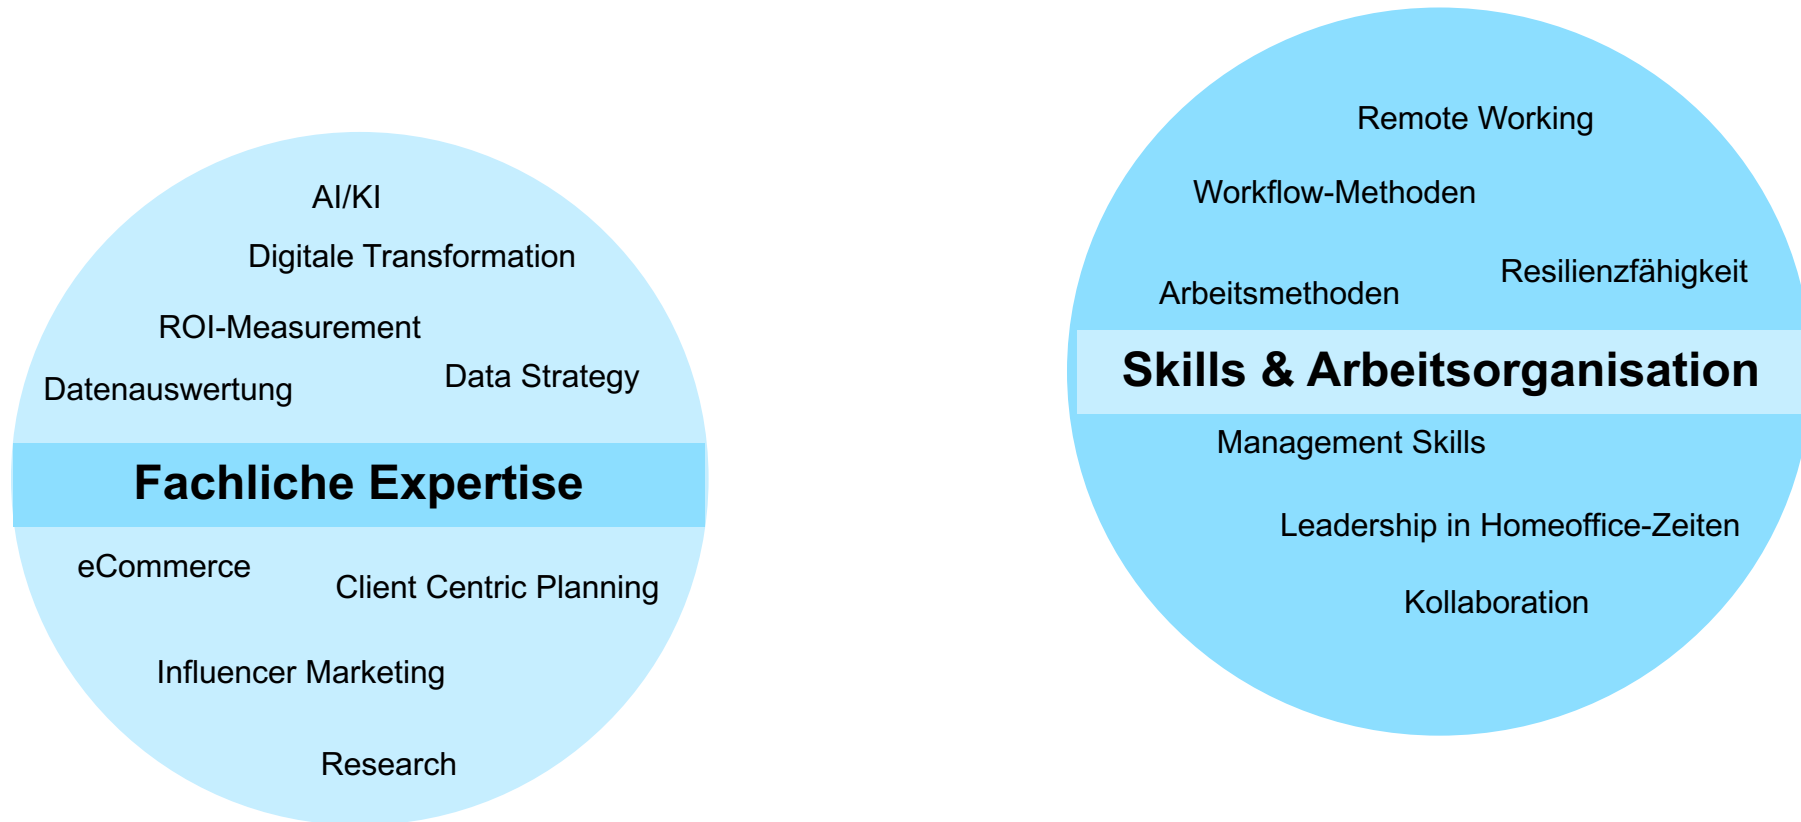 AI/KI
Digitale Transformation
ROI-Measurement
Data Strategy
Datenauswertung
Fachliche Expertise
eCommerce
Client Centric Planning
Influencer Marketing
Research
Remote Working
Workflow-Methoden
Resilienzfähigkeit
Arbeitsmethoden
Skills & Arbeitsorganisation
Management Skills
Leadership in Homeoffice-Zeiten
Kollaboration